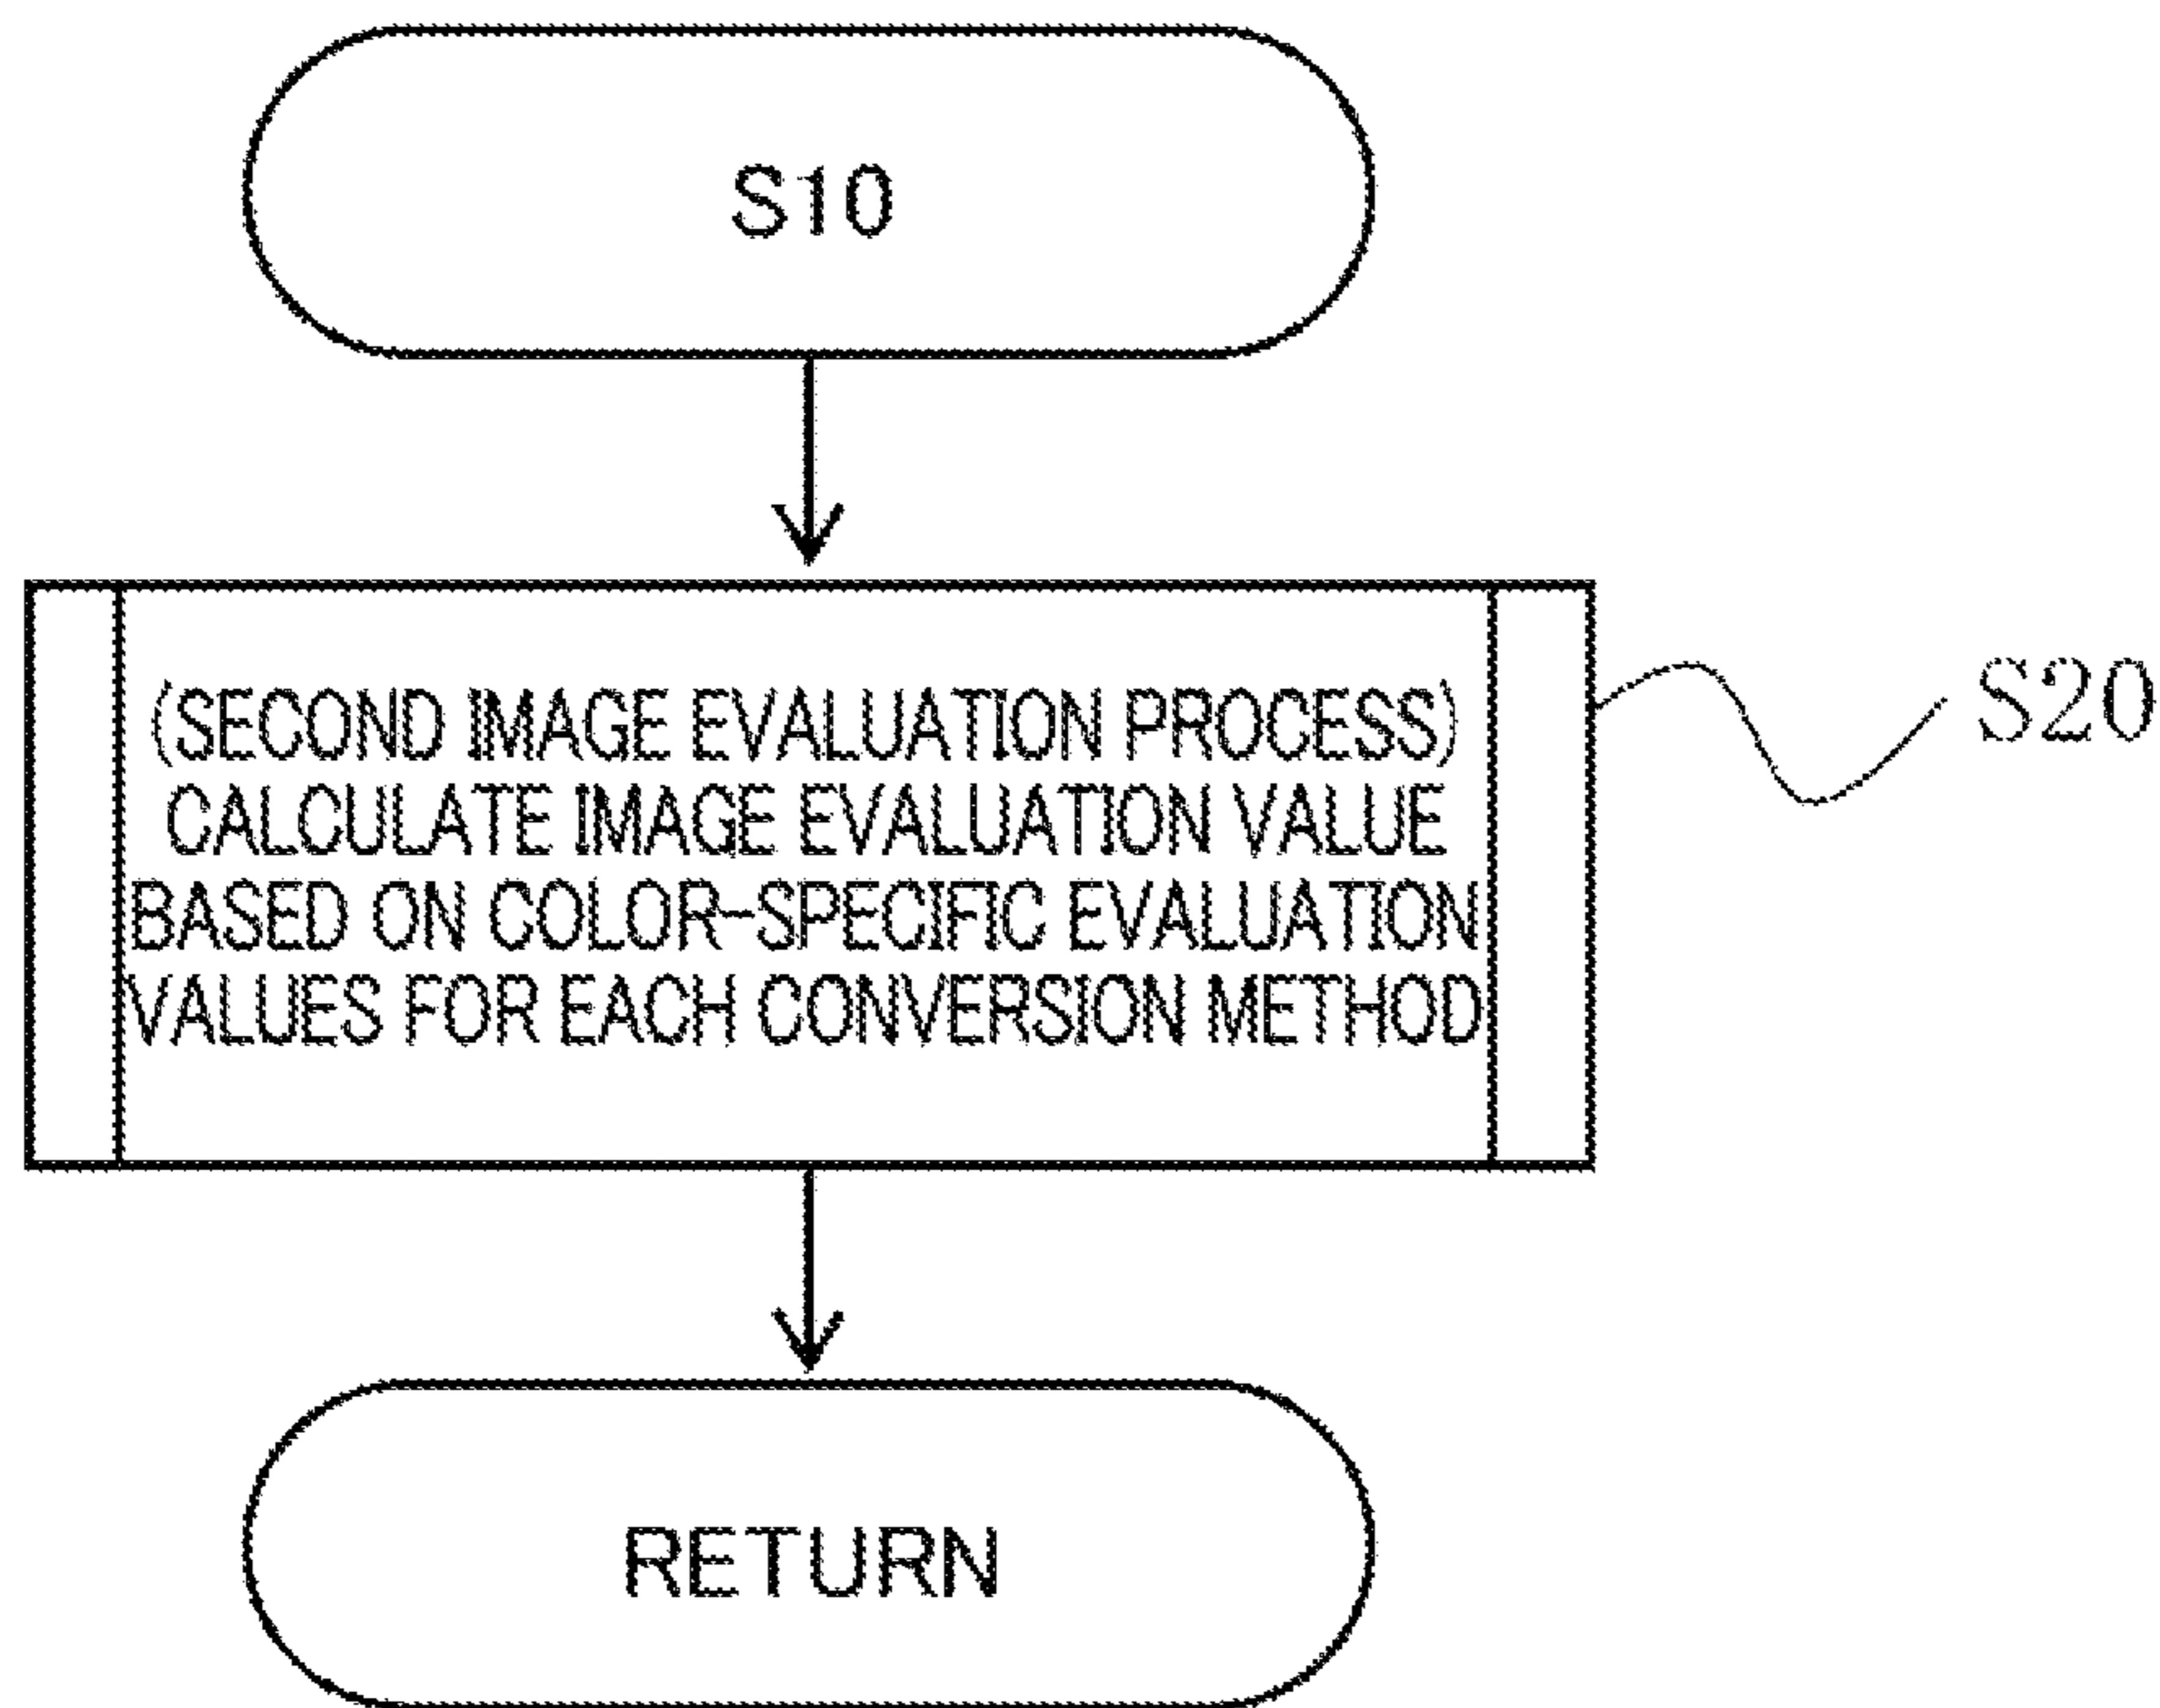 S10
(SECOND IMAGE EVALUATION PROCESS)
CALCULATE IMAGE EVALUATION VALUE
BASED ON COLOR-SPECIFIC EVALUATION
VALUES FOR EACH CONVERSION METHOD
S20
RETURN